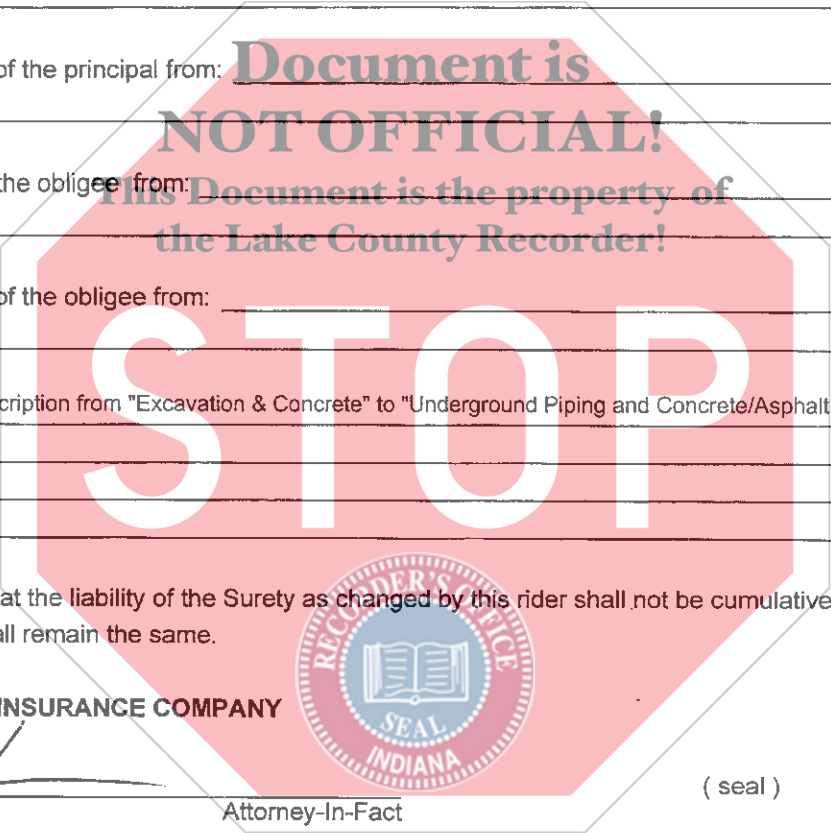 of the principal from:
Document is
NOT OFFICIAL!
the obligee from:
This Document is the property of
the Lake County Recorder!
of the obligee from:
STOP
cription from "Excavation & Concrete" to "Underground Piping and Concrete/Asphalt
at the liability of the Surety as changed by this rider shall not be cumulative
all remain the same.
RECORDER'S OFFICE
SEAL
INDIANA
INSURANCE COMPANY
( seal )
Attorney-In-Fact